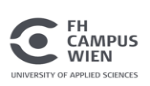 FH
CAMPUS
WIEN
UNIVERSITY OF APPLIED SCIENCES